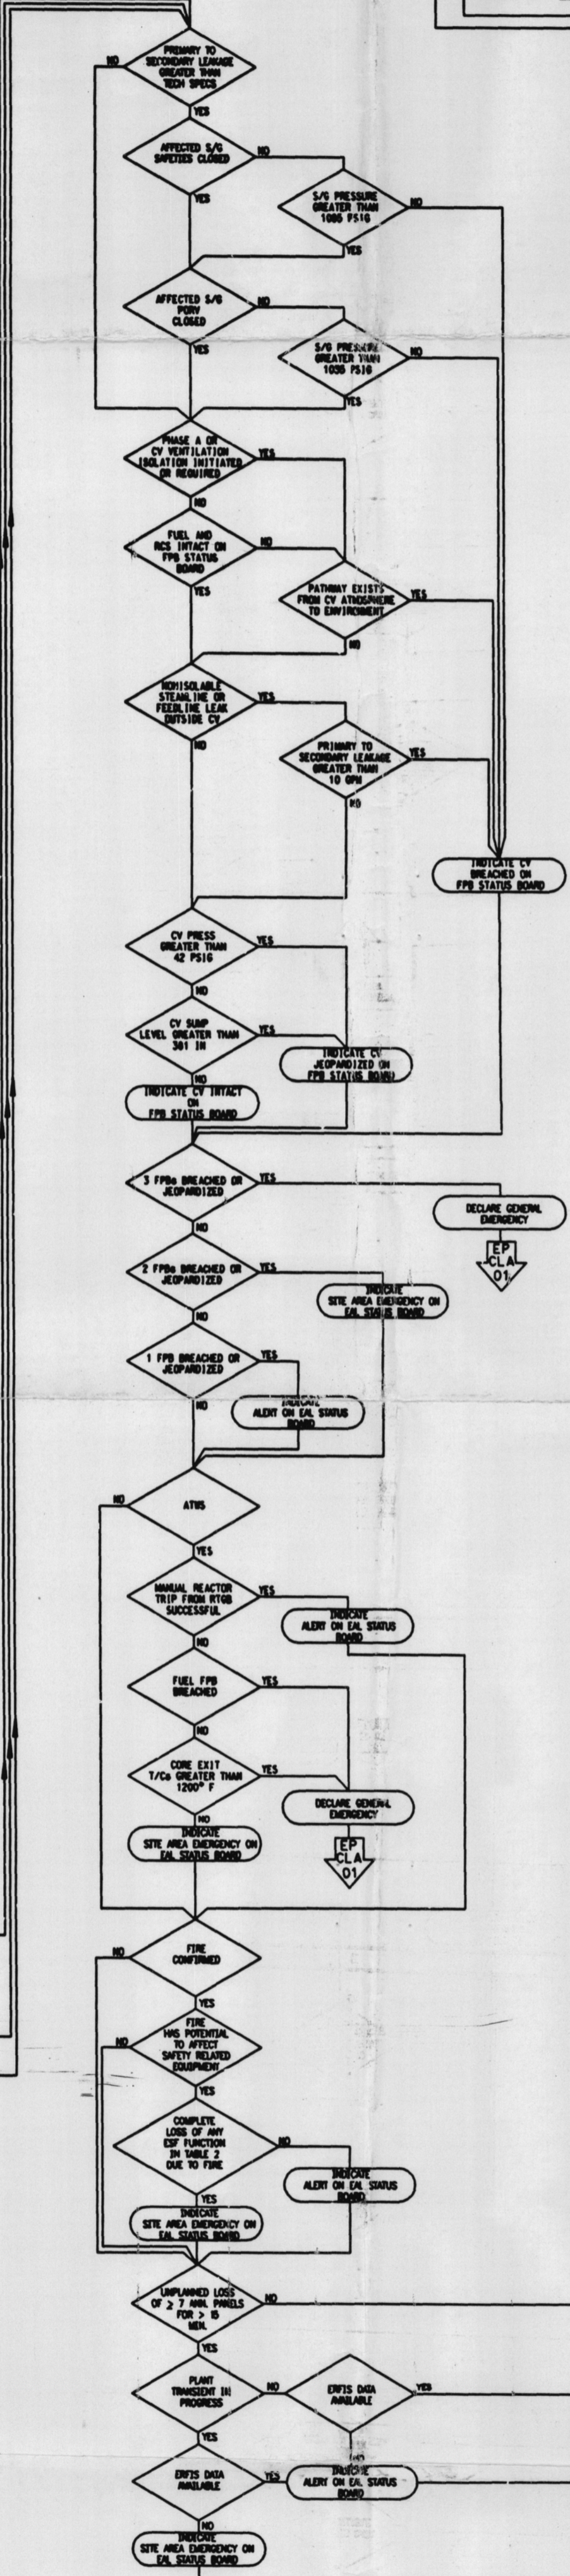 PRIMARY TO
SECONDARY LEAKAGE
GREATER THAN
TECH SPECS
NO
YES
AFFECTED S/G
SAFETIES CLOSED
NO
YES
S/G PRESSURE
GREATER THAN
1085 PSIG
NO
YES
AFFECTED S/G
PORV
CLOSED
NO
YES
S/G PRESSURE
GREATER THAN
1035 PSIG
NO
YES
PHASE A OR
CV VENTILATION
ISOLATION INITIATED
OR REQUIRED
YES
NO
FUEL AND
RCS INTACT ON
FPB STATUS
BOARD
NO
YES
PATHWAY EXISTS
FROM CV ATMOSPHERE
TO ENVIRONMENT
YES
NO
NONISOLABLE
STEAMLINE OR
FEEDLINE LEAK
OUTSIDE CV
YES
NO
PRIMARY TO
SECONDARY LEAKAGE
GREATER THAN
10 GPM
YES
NO
INDICATE CV
BREACHED ON
FPB STATUS BOARD
CV PRESS
GREATER THAN
42 PSIG
YES
NO
CV SUMP
LEVEL GREATER THAN
381 IN
YES
NO
INDICATE CV
JEOPARDIZED ON
FPB STATUS BOARD
INDICATE CV INTACT
ON
FPB STATUS BOARD
3 FPBs BREACHED OR
JEOPARDIZED
YES
NO
DECLARE GENERAL
EMERGENCY
EP
CLA
01
2 FPBs BREACHED OR
JEOPARDIZED
YES
NO
INDICATE
SITE AREA EMERGENCY ON
EAL STATUS BOARD
1 FPB BREACHED OR
JEOPARDIZED
YES
NO
INDICATE
ALERT ON EAL STATUS
BOARD
ATWS
NO
YES
MANUAL REACTOR
TRIP FROM RTGB
SUCCESSFUL
YES
NO
INDICATE
ALERT ON EAL STATUS
BOARD
FUEL FPB
BREACHED
YES
NO
CORE EXIT
T/Cs GREATER THAN
1200° F
YES
NO
DECLARE GENERAL
EMERGENCY
EP
CLA
01
INDICATE
SITE AREA EMERGENCY ON
EAL STATUS BOARD
FIRE
CONFIRMED
NO
YES
FIRE
HAS POTENTIAL
TO AFFECT
SAFETY RELATED
EQUIPMENT
NO
YES
COMPLETE
LOSS OF ANY
ESF FUNCTION
IN TABLE 2
DUE TO FIRE
NO
YES
INDICATE
ALERT ON EAL STATUS
BOARD
INDICATE
SITE AREA EMERGENCY ON
EAL STATUS BOARD
UNPLANNED LOSS
OF ≥ 7 ANN. PANELS
FOR > 15
MIN.
NO
YES
PLANT
TRANSIENT IN
PROGRESS
NO
YES
ERFIS DATA
AVAILABLE
YES
NO
ERFIS DATA
AVAILABLE
YES
NO
INDICATE
ALERT ON EAL STATUS
BOARD
INDICATE
SITE AREA EMERGENCY ON
EAL STATUS BOARD